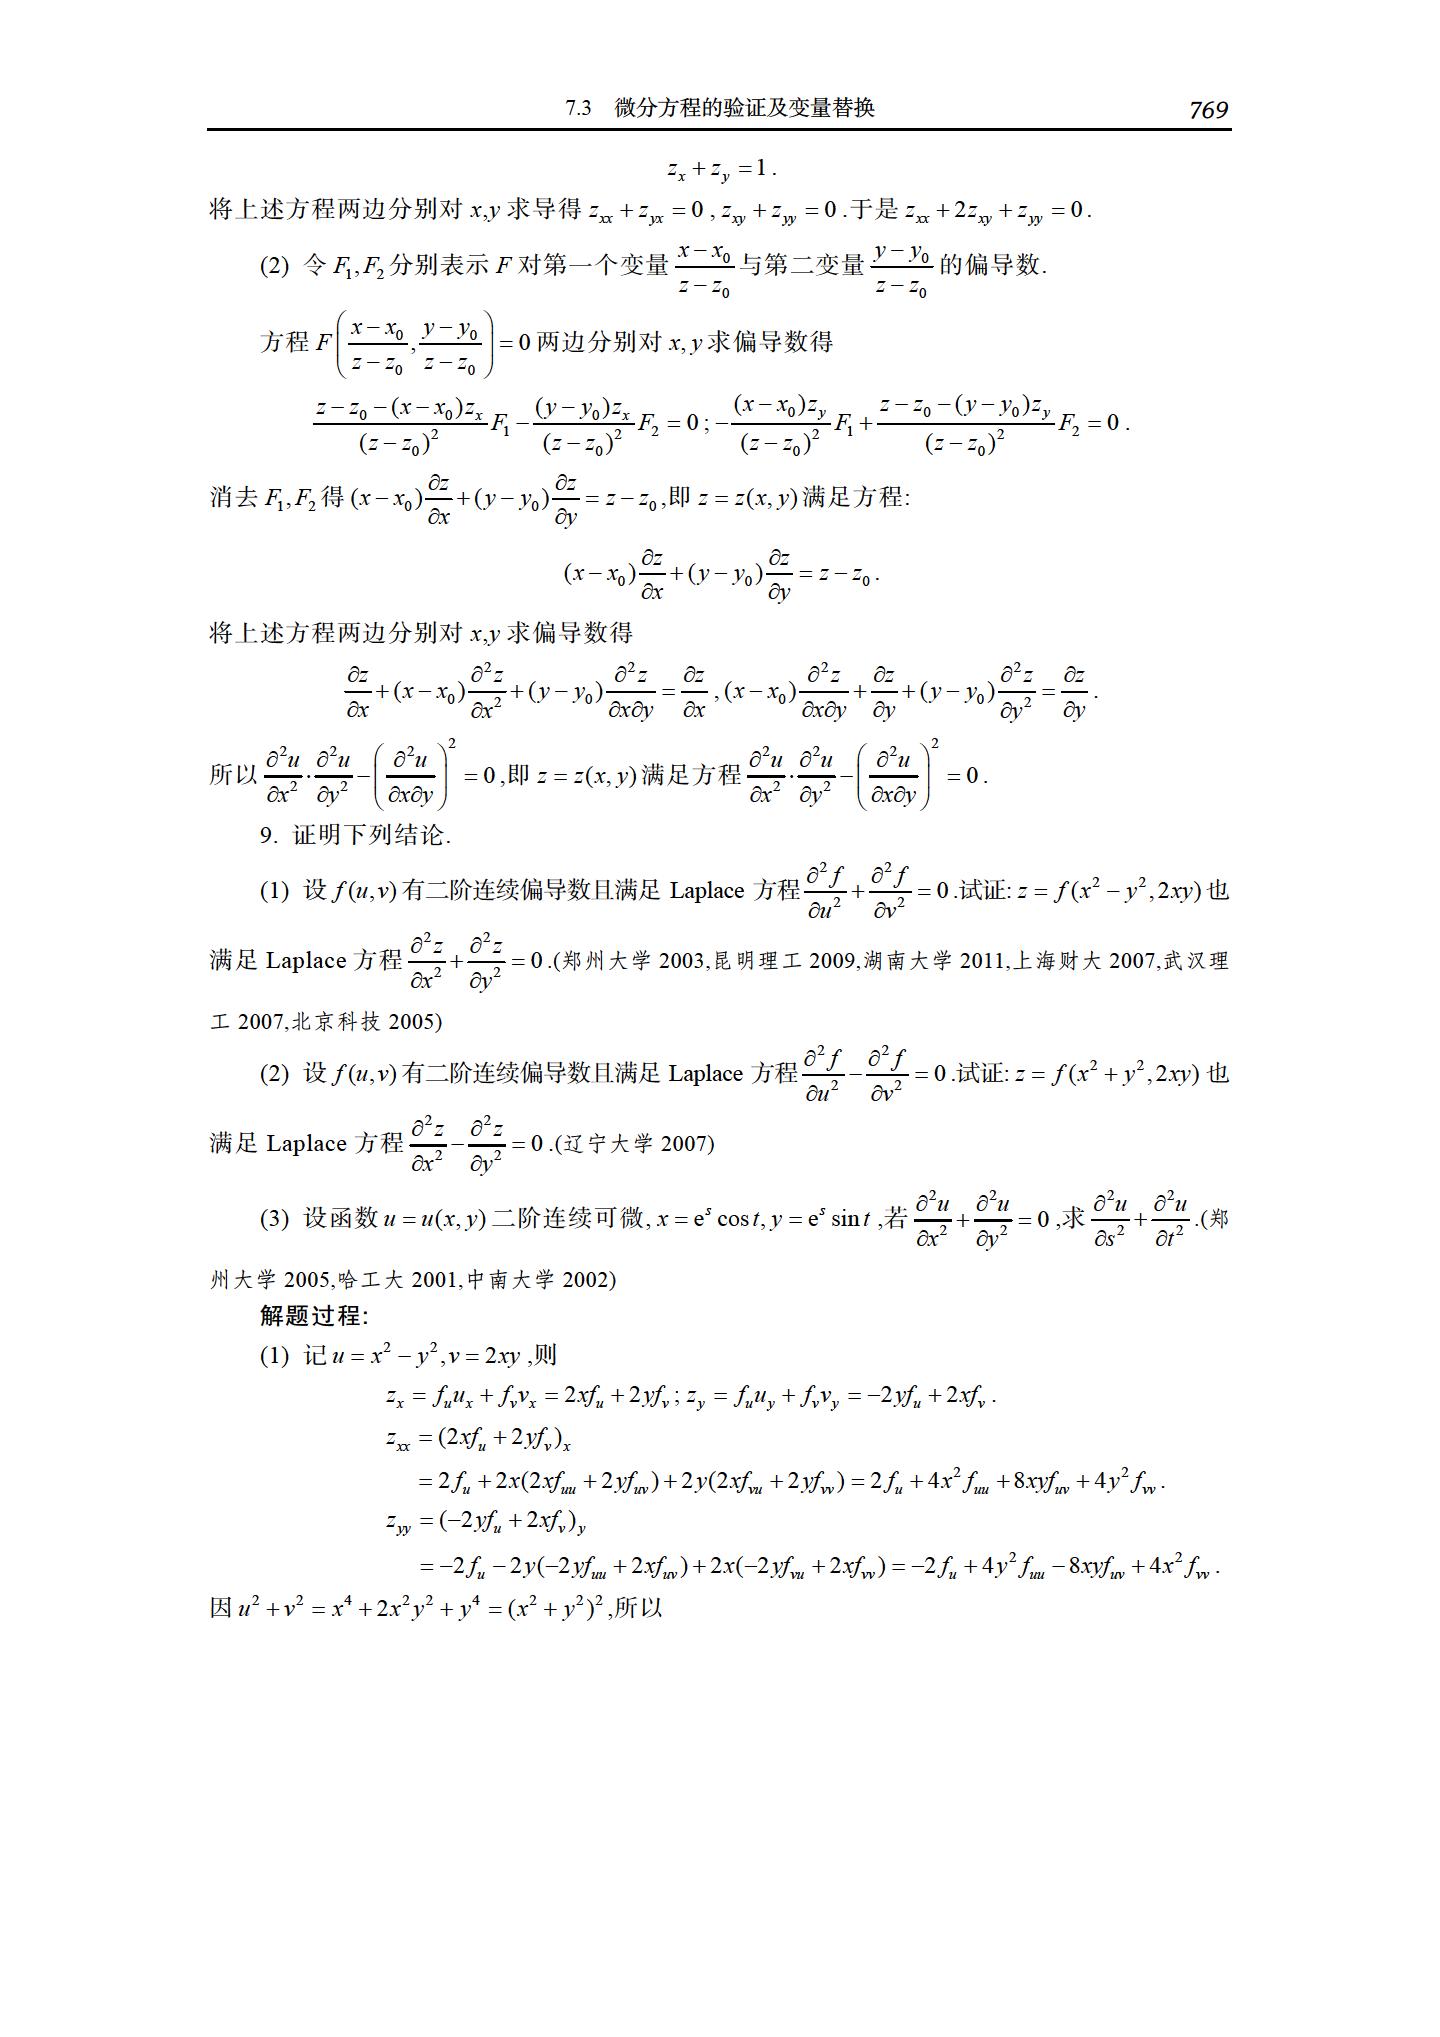 7.3 微分方程的验证及变量替换 769
$z_x + z_y = 1$.
将上述方程两边分别对 x,y 求导得 $z_{xx} + z_{yx} = 0$, $z_{xy} + z_{yy} = 0$.于是 $z_{xx} + 2z_{xy} + z_{yy} = 0$.
(2) 令 $F_1, F_2$ 分别表示 F 对第一个变量 $\frac{x-x_0}{z-z_0}$ 与第二变量 $\frac{y-y_0}{z-z_0}$ 的偏导数.
方程 $F\left(\frac{x-x_0}{z-z_0}, \frac{y-y_0}{z-z_0}\right) = 0$ 两边分别对 x, y 求偏导数得
$\frac{z-z_0-(x-x_0)z_x}{(z-z_0)^2}F_1 - \frac{(y-y_0)z_x}{(z-z_0)^2}F_2 = 0$; $-\frac{(x-x_0)z_y}{(z-z_0)^2}F_1 + \frac{z-z_0-(y-y_0)z_y}{(z-z_0)^2}F_2 = 0$.
消去 $F_1, F_2$ 得 $(x-x_0)\frac{\partial z}{\partial x} + (y-y_0)\frac{\partial z}{\partial y} = z-z_0$,即 $z = z(x, y)$ 满足方程:
$(x-x_0)\frac{\partial z}{\partial x} + (y-y_0)\frac{\partial z}{\partial y} = z-z_0$.
将上述方程两边分别对 x,y 求偏导数得
$\frac{\partial z}{\partial x} + (x-x_0)\frac{\partial^2 z}{\partial x^2} + (y-y_0)\frac{\partial^2 z}{\partial x\partial y} = \frac{\partial z}{\partial x}$, $(x-x_0)\frac{\partial^2 z}{\partial x\partial y} + \frac{\partial z}{\partial y} + (y-y_0)\frac{\partial^2 z}{\partial y^2} = \frac{\partial z}{\partial y}$.
所以 $\frac{\partial^2 u}{\partial x^2} \cdot \frac{\partial^2 u}{\partial y^2} - \left(\frac{\partial^2 u}{\partial x\partial y}\right)^2 = 0$,即 $z = z(x, y)$ 满足方程 $\frac{\partial^2 u}{\partial x^2} \cdot \frac{\partial^2 u}{\partial y^2} - \left(\frac{\partial^2 u}{\partial x\partial y}\right)^2 = 0$.
9. 证明下列结论.
(1) 设 $f(u, v)$ 有二阶连续偏导数且满足 Laplace 方程 $\frac{\partial^2 f}{\partial u^2} + \frac{\partial^2 f}{\partial v^2} = 0$.试证: $z = f(x^2 - y^2, 2xy)$ 也
满足 Laplace 方程 $\frac{\partial^2 z}{\partial x^2} + \frac{\partial^2 z}{\partial y^2} = 0$.(郑州大学 2003,昆明理工 2009,湖南大学 2011,上海财大 2007,武汉理
工 2007,北京科技 2005)
(2) 设 $f(u, v)$ 有二阶连续偏导数且满足 Laplace 方程 $\frac{\partial^2 f}{\partial u^2} - \frac{\partial^2 f}{\partial v^2} = 0$.试证: $z = f(x^2 + y^2, 2xy)$ 也
满足 Laplace 方程 $\frac{\partial^2 z}{\partial x^2} - \frac{\partial^2 z}{\partial y^2} = 0$.(辽宁大学 2007)
(3) 设函数 $u = u(x, y)$ 二阶连续可微, $x = e^s \cos t, y = e^s \sin t$,若 $\frac{\partial^2 u}{\partial x^2} + \frac{\partial^2 u}{\partial y^2} = 0$,求 $\frac{\partial^2 u}{\partial s^2} + \frac{\partial^2 u}{\partial t^2}$.(郑
州大学 2005,哈工大 2001,中南大学 2002)
解题过程:
(1) 记 $u = x^2 - y^2, v = 2xy$,则
$z_x = f_u u_x + f_v v_x = 2xf_u + 2yf_v$; $z_y = f_u u_y + f_v v_y = -2yf_u + 2xf_v$.
$z_{xx} = (2xf_u + 2yf_v)_x$
$= 2f_u + 2x(2xf_{uu} + 2yf_{uv}) + 2y(2xf_{vu} + 2yf_{vv}) = 2f_u + 4x^2 f_{uu} + 8xyf_{uv} + 4y^2 f_{vv}$.
$z_{yy} = (-2yf_u + 2xf_v)_y$
$= -2f_u - 2y(-2yf_{uu} + 2xf_{uv}) + 2x(-2yf_{vu} + 2xf_{vv}) = -2f_u + 4y^2 f_{uu} - 8xyf_{uv} + 4x^2 f_{vv}$.
因 $u^2 + v^2 = x^4 + 2x^2y^2 + y^4 = (x^2 + y^2)^2$,所以